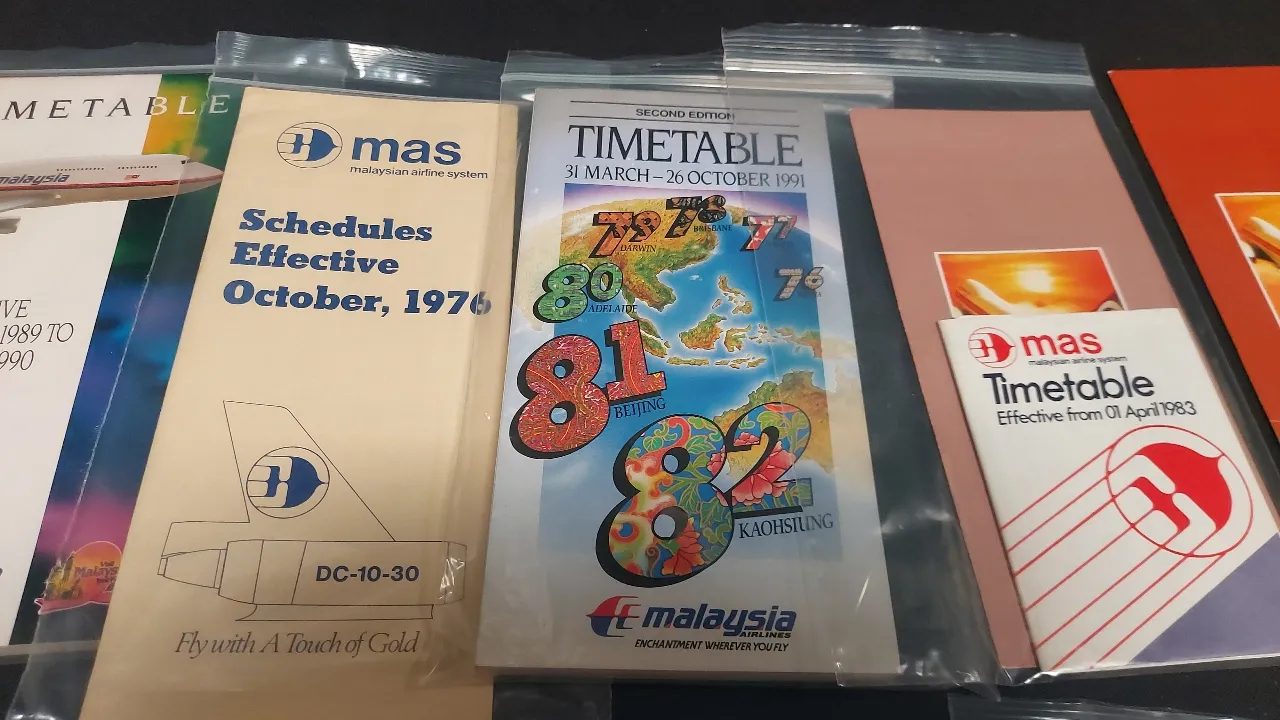 METABLE
malaysia
1989 TO
mas
malaysian airline system
Schedules
Effective
October, 1976
DC-10-30
Fly with A Touch of Gold
SECOND EDITION
TIMETABLE
31 MARCH – 26 OCTOBER 1991
79
DARWIN
78
BRISBANE
77
76
80
ADELAIDE
81
BEIJING
82
KAOHSIUNG
malaysia
AIRLINES
ENCHANTMENT WHEREVER YOU FLY
mas
malaysian airline system
Timetable
Effective from 01 April 1983